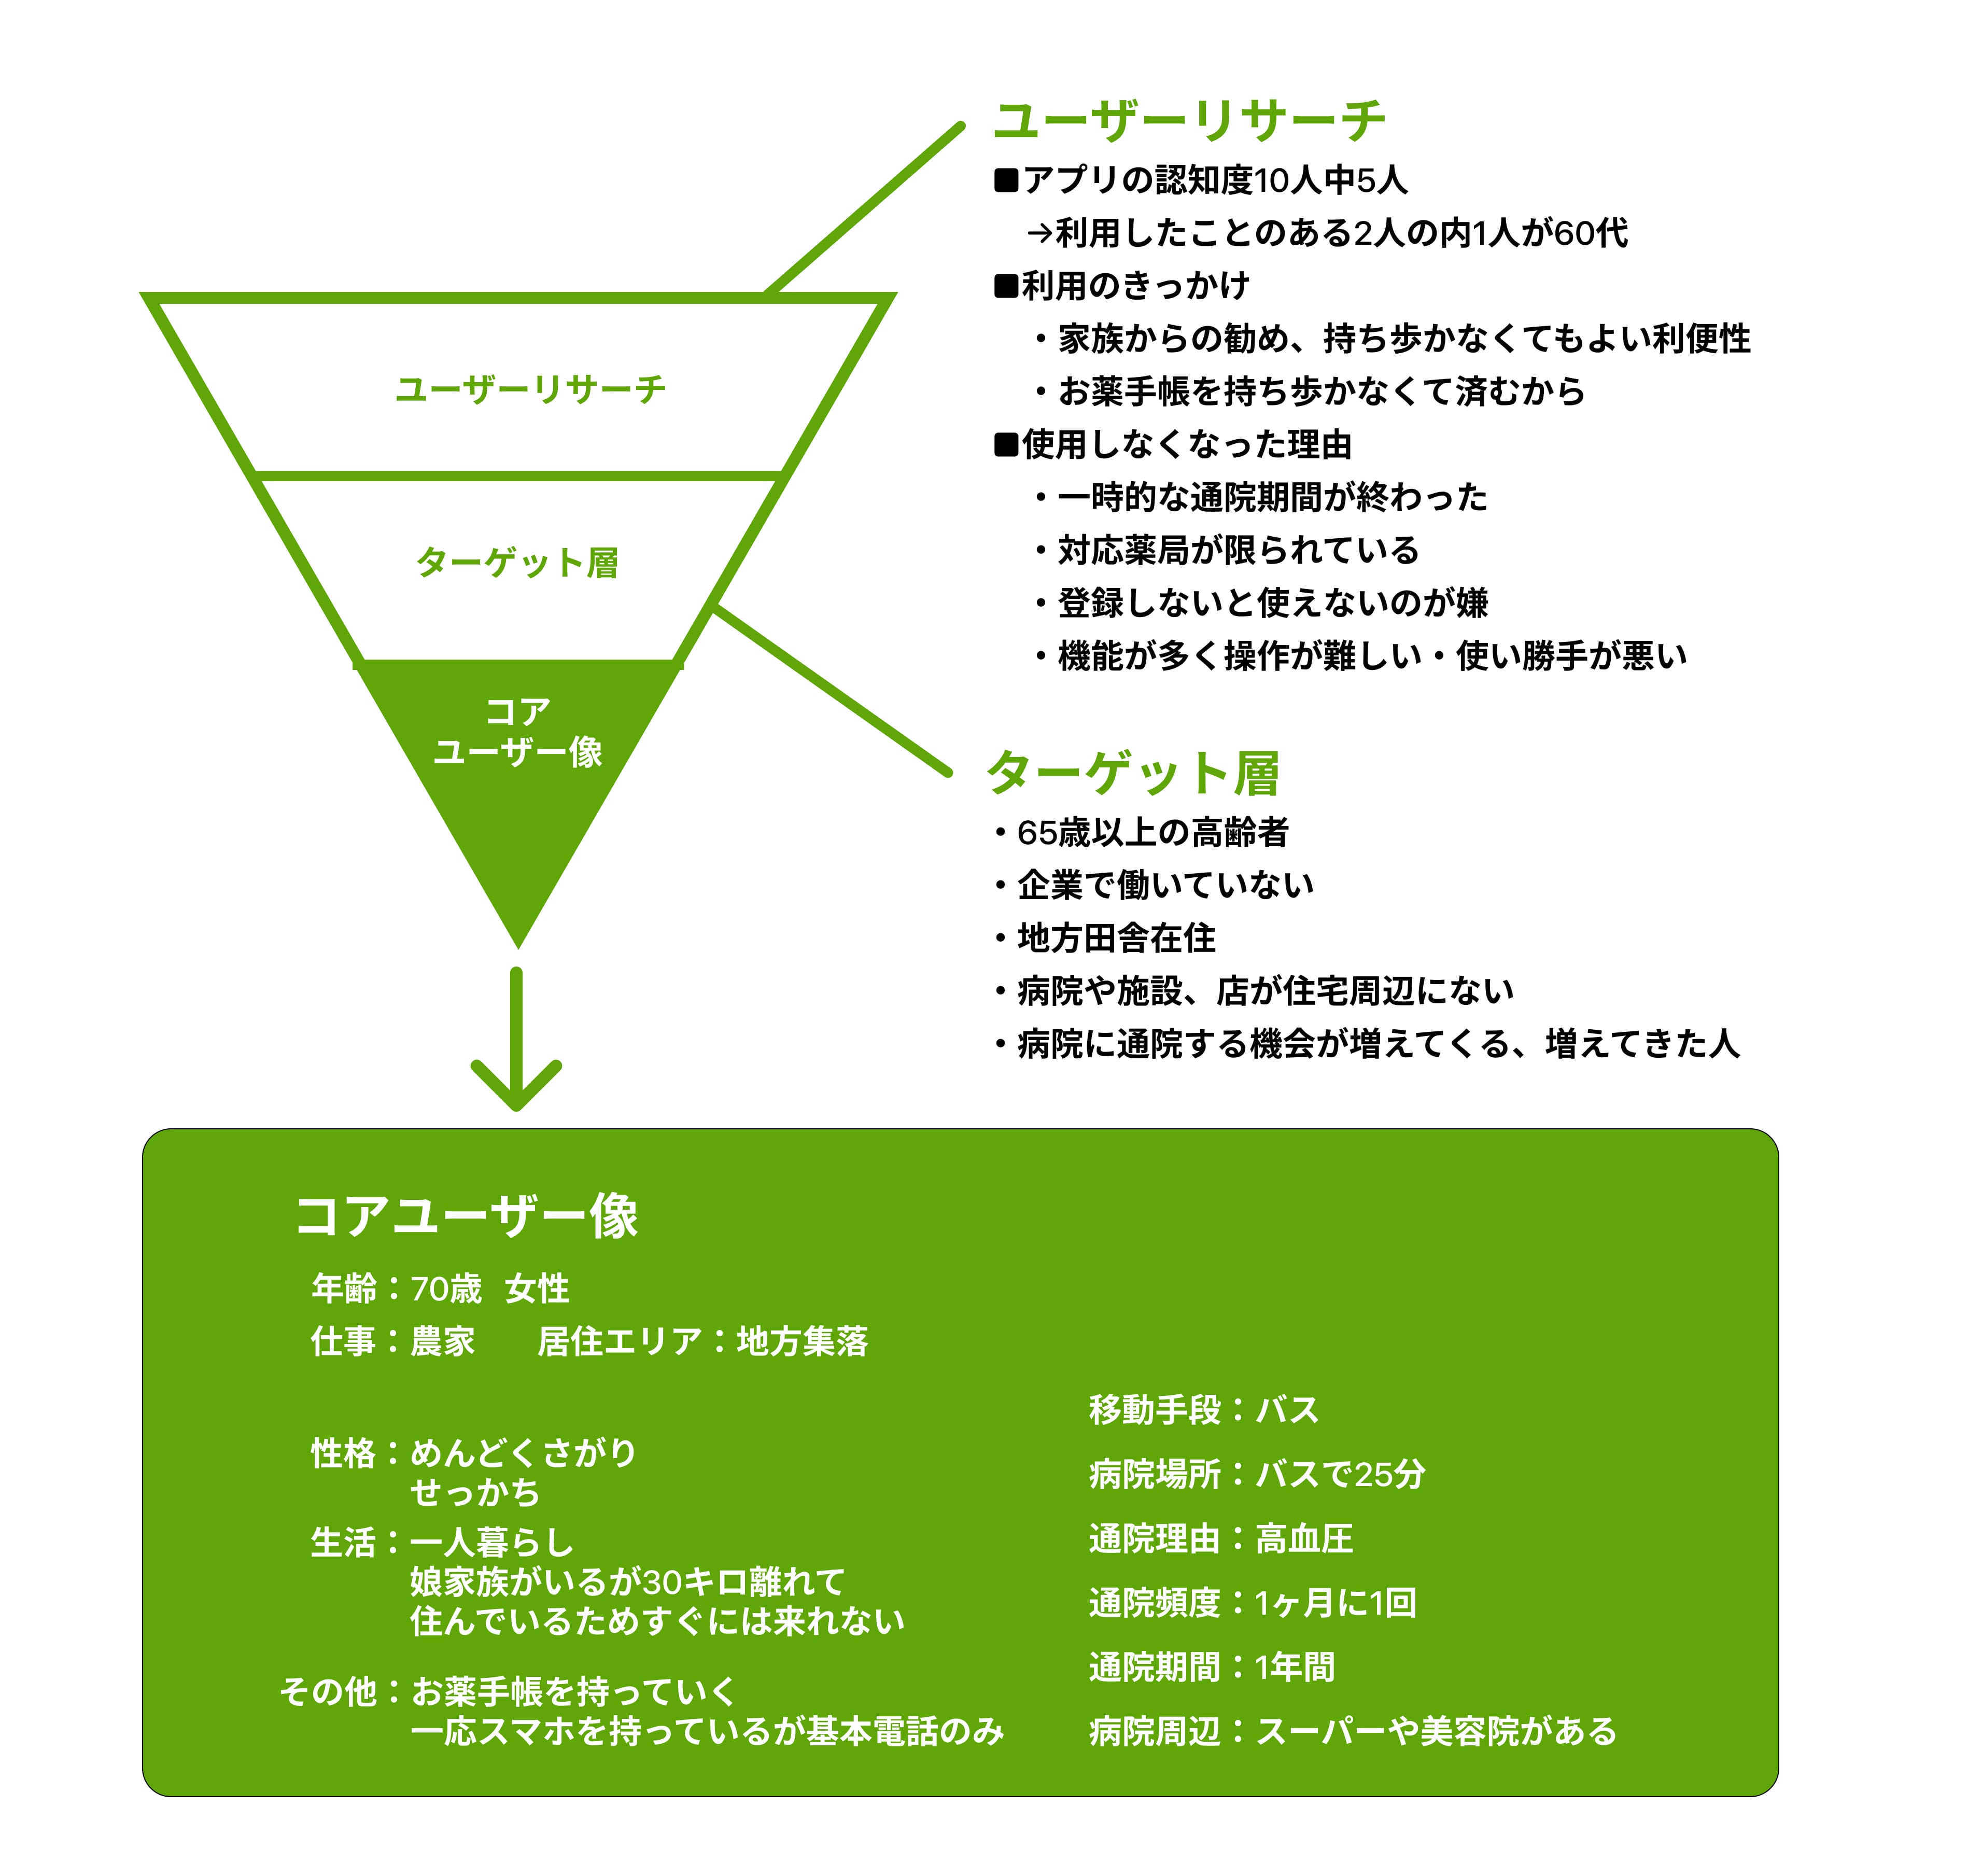 ユーザーリサーチ
ターゲット層
コア
ユーザー像
ユーザーリサーチ
■アプリの認知度10人中5人
→利用したことのある2人の内1人が60代
■利用のきっかけ
・家族からの勧め、持ち歩かなくてもよい利便性
・お薬手帳を持ち歩かなくて済むから
■使用しなくなった理由
・一時的な通院期間が終わった
・対応薬局が限られている
・登録しないと使えないのが嫌
・機能が多く操作が難しい・使い勝手が悪い
ターゲット層
・65歳以上の高齢者
・企業で働いていない
・地方田舎在住
・病院や施設、店が住宅周辺にない
・病院に通院する機会が増えてくる、増えてきた人
コアユーザー像
年齢：70歳 女性
仕事：農家　居住エリア：地方集落
性格：めんどくさがり
せっかち
生活：一人暮らし
娘家族がいるが30キロ離れて
住んでいるためすぐには来れない
その他：お薬手帳を持っていく
一応スマホを持っているが基本電話のみ
移動手段：バス
病院場所：バスで25分
通院理由：高血圧
通院頻度：1ヶ月に1回
通院期間：1年間
病院周辺：スーパーや美容院がある